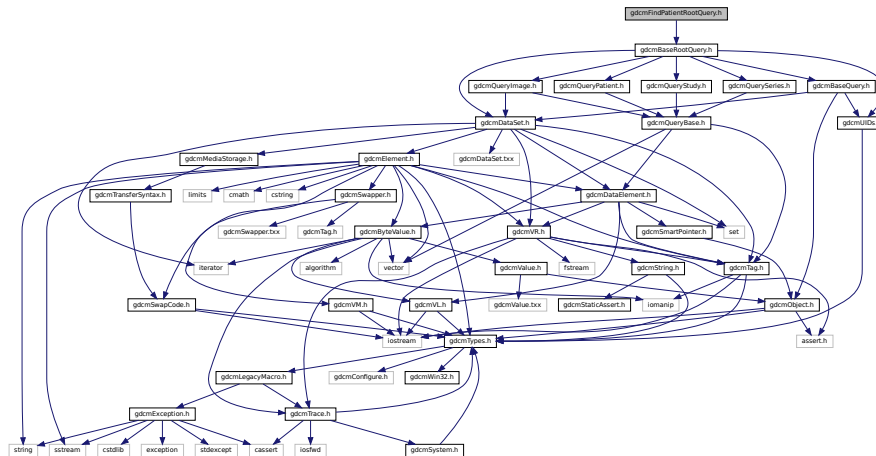 gdcmFindPatientRootQuery.h
gdcmBaseRootQuery.h
gdcmQueryImage.h
gdcmQueryPatient.h
gdcmQueryStudy.h
gdcmQuerySeries.h
gdcmBaseQuery.h
gdcmDataSet.h
gdcmQueryBase.h
gdcmUIDs.
gdcmMediaStorage.h
gdcmElement.h
gdcmDataSet.txx
gdcmTransferSyntax.h
limits
cmath
cstring
gdcmSwapper.h
gdcmDataElement.h
gdcmSwapper.txx
gdcmTag.h
gdcmByteValue.h
gdcmVR.h
gdcmSmartPointer.h
set
iterator
algorithm
vector
gdcmValue.h
fstream
gdcmString.h
gdcmTag.h
gdcmSwapCode.h
gdcmVM.h
gdcmVL.h
gdcmValue.txx
gdcmStaticAssert.h
iomanip
gdcmObject.h
iostream
gdcmTypes.h
assert.h
gdcmLegacyMacro.h
gdcmConfigure.h
gdcmWin32.h
gdcmException.h
gdcmTrace.h
string
sstream
cstdlib
exception
stdexcept
cassert
iosfwd
gdcmSystem.h